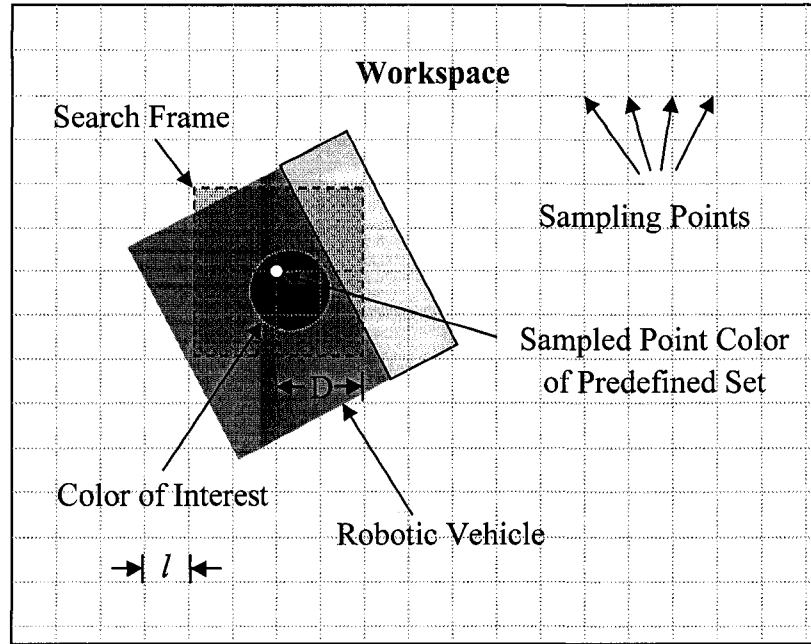 Workspace
Search Frame
Sampling Points
Sampled Point Color
of Predefined Set
D
Color of Interest
Robotic Vehicle
l